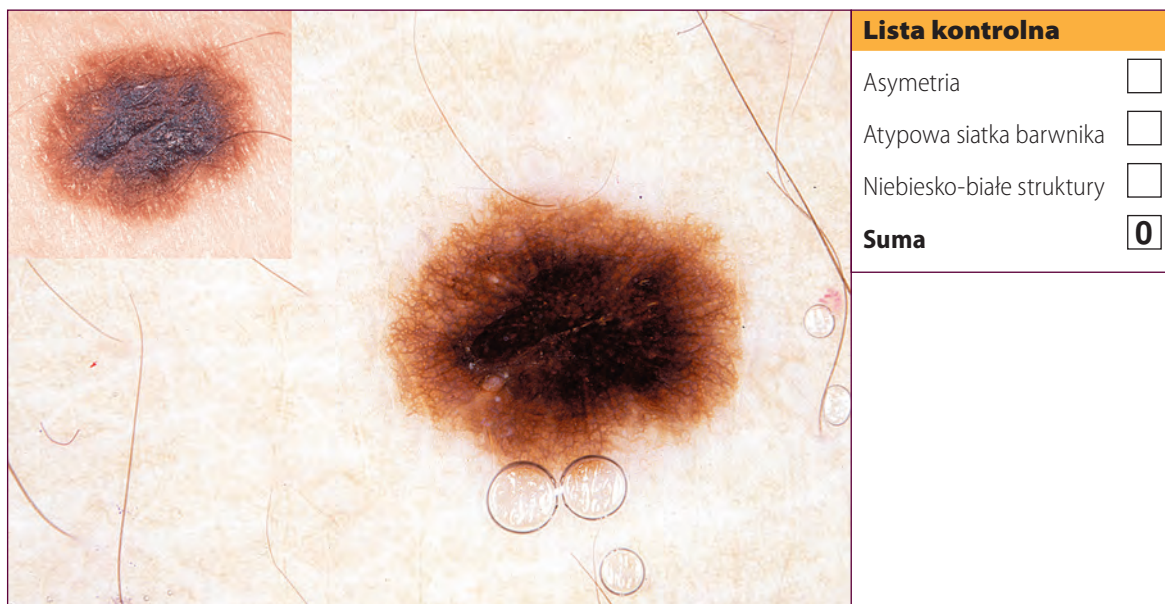 Lista kontrolna
Asymetria
Atypowa siatka barwnika
Niebiesko-białe struktury
Suma 0